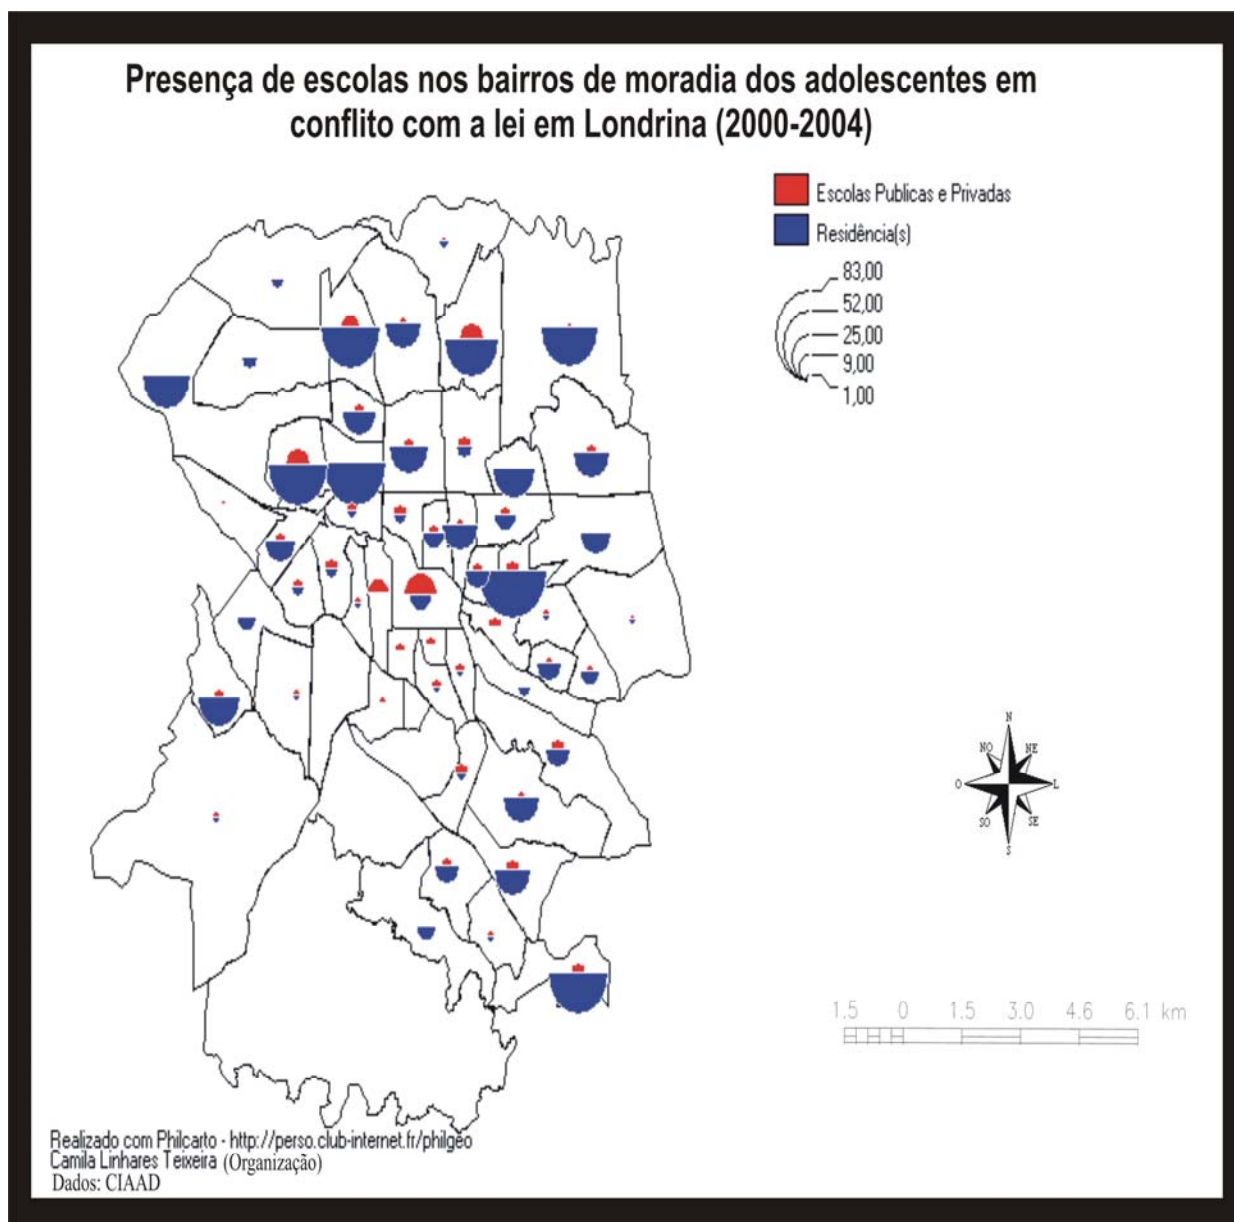 Presença de escolas nos bairros de moradia dos adolescentes em
conflito com a lei em Londrina (2000-2004)
Escolas Publicas e Privadas
Residência(s)
83,00
52,00
25,00
9,00
1,00
N
NO
NE
O
L
SO
SE
S
1.5 0 1.5 3.0 4.6 6.1 km
Realizado com Philcarto - http://perso.club-internet.fr/philgeo
Camila Linhares Teixeira (Organização)
Dados: CIAAD